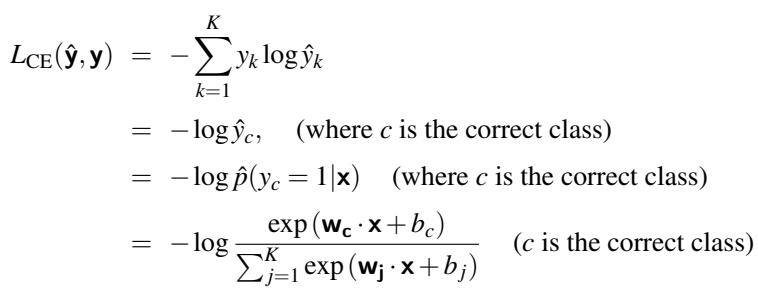 L_CE(ŷ, y) = − ∑_{k=1}^{K} y_k log ŷ_k
= − log ŷ_c, (where c is the correct class)
= − log p̂(y_c = 1|x) (where c is the correct class)
= − log exp(w_c · x + b_c) / ∑_{j=1}^{K} exp(w_j · x + b_j) (c is the correct class)